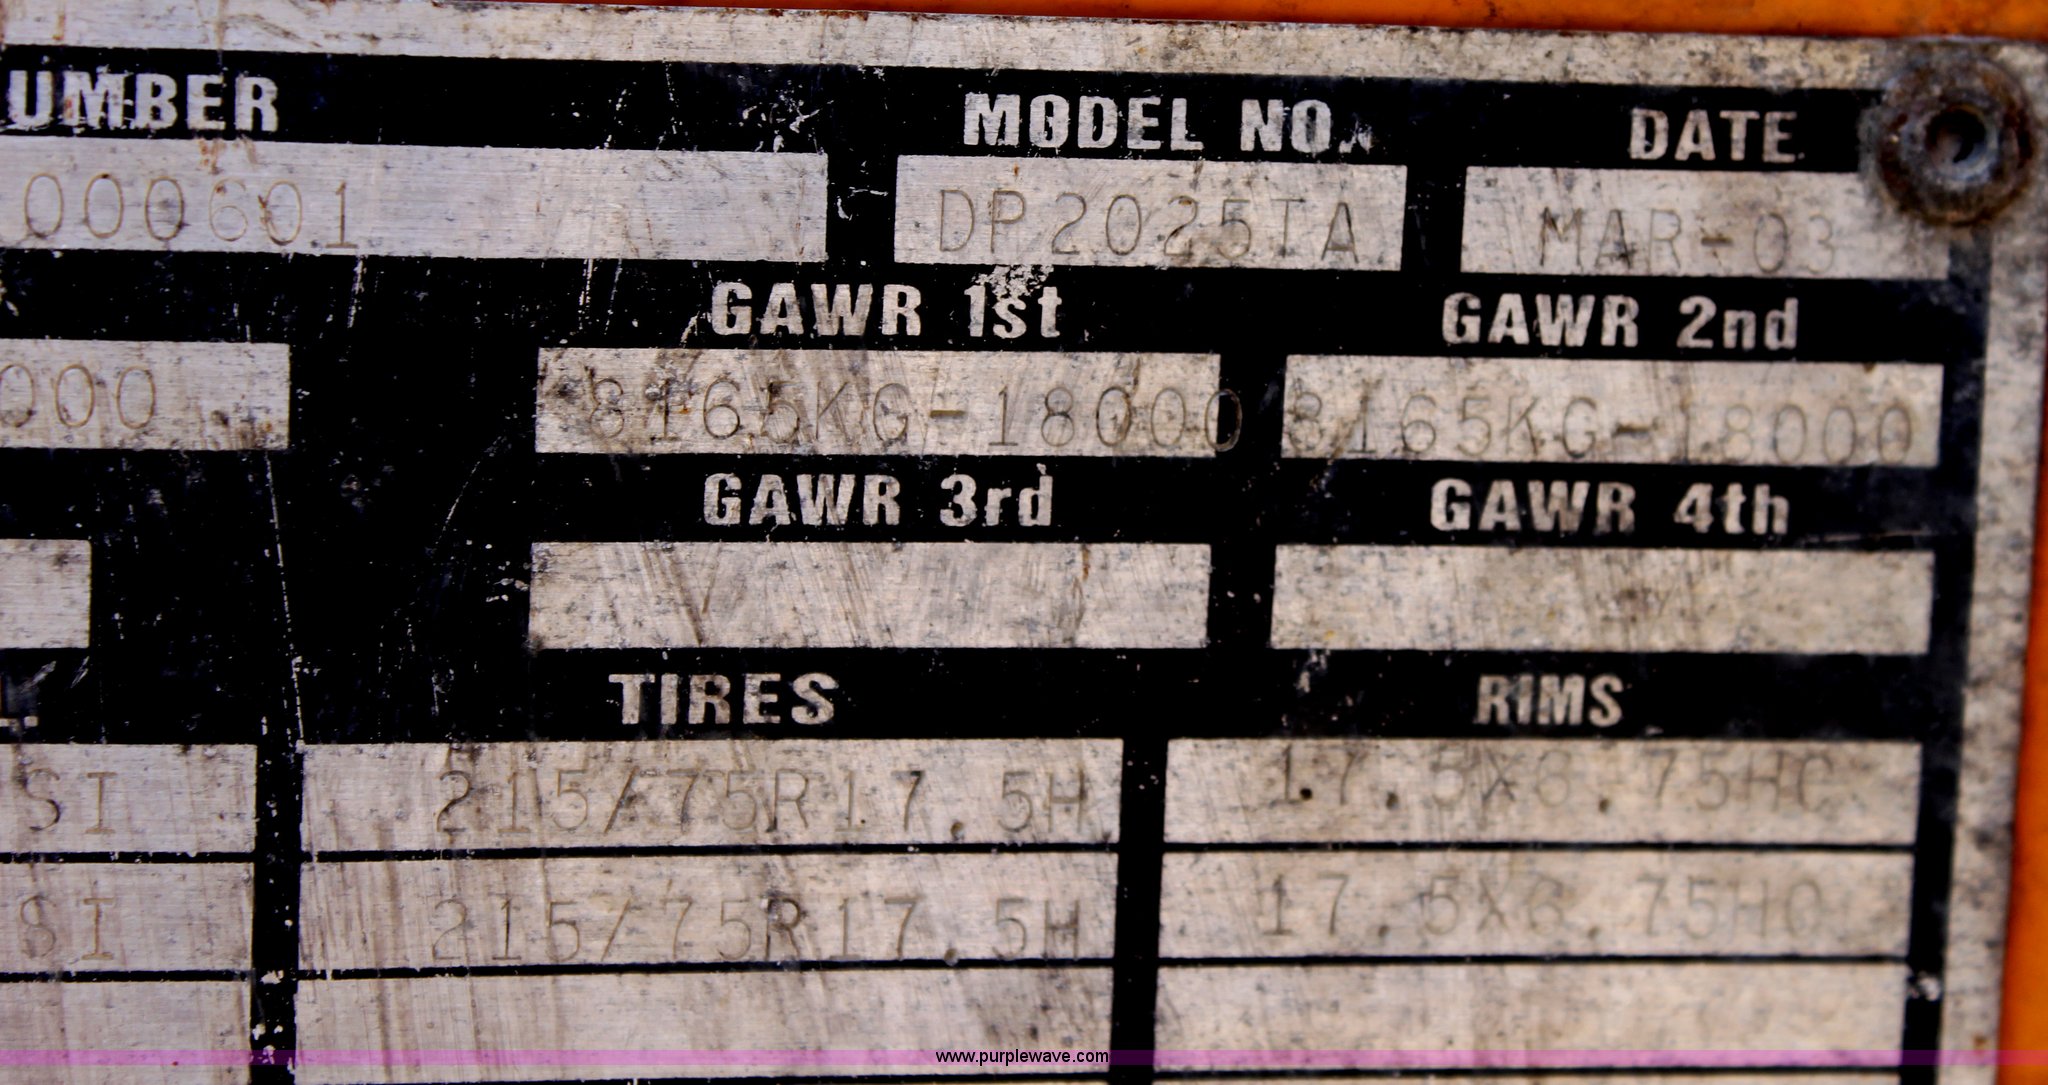 UMBER MODEL NO. DATE
000601 DP2025TA MAR-03
GAWR 1st GAWR 2nd
000 8165KG-18000 8165KG-18000
GAWR 3rd GAWR 4th
TIRES RIMS
SI 215/75R17.5H 17.5X6.75HC
SI 215/75R17.5H 17.5X6.75HC
www.purplewave.com